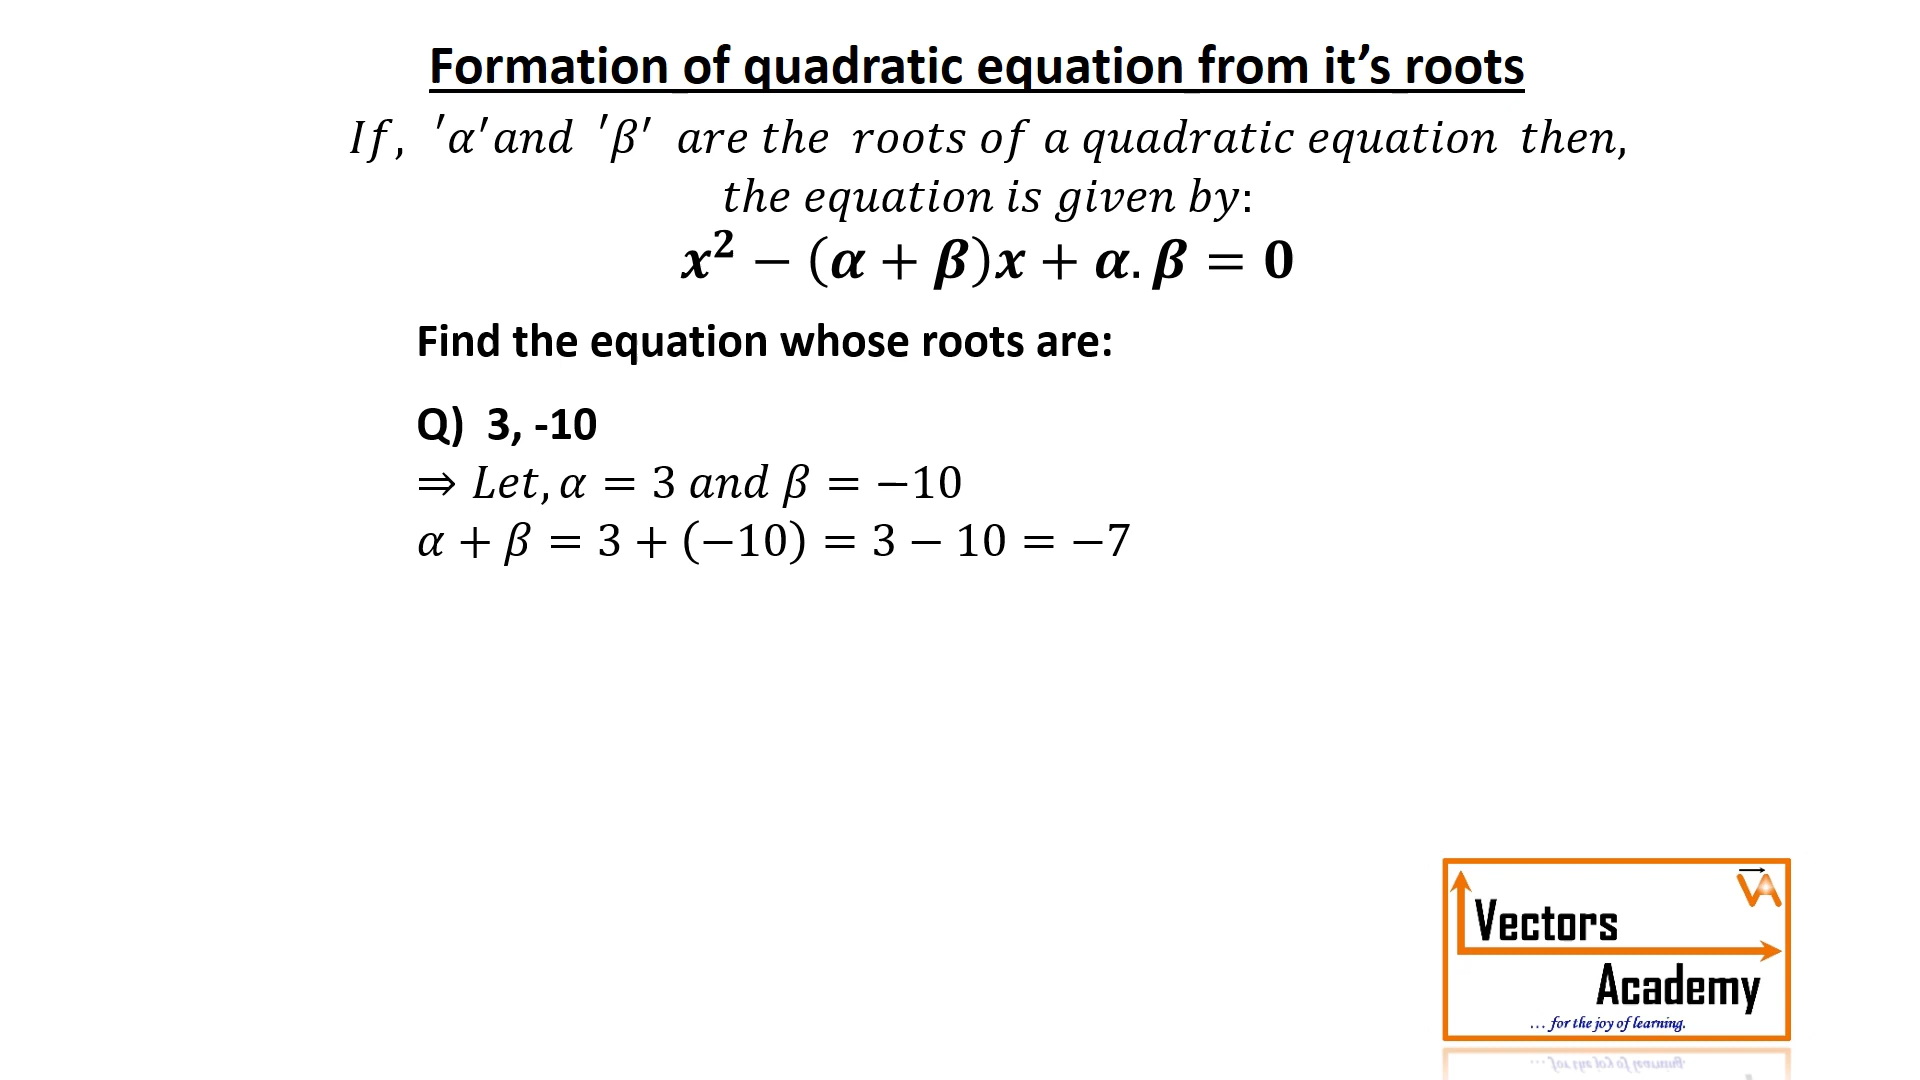 Formation of quadratic equation from it’s roots
If, ′α′and ′β′ are the roots of a quadratic equation then,
the equation is given by:
x² − (α + β)x + α. β = 0
Find the equation whose roots are:
Q) 3, -10
⇒ Let, α = 3 and β = −10
α + β = 3 + (−10) = 3 − 10 = −7
VA
Vectors
Academy
... for the joy of learning.